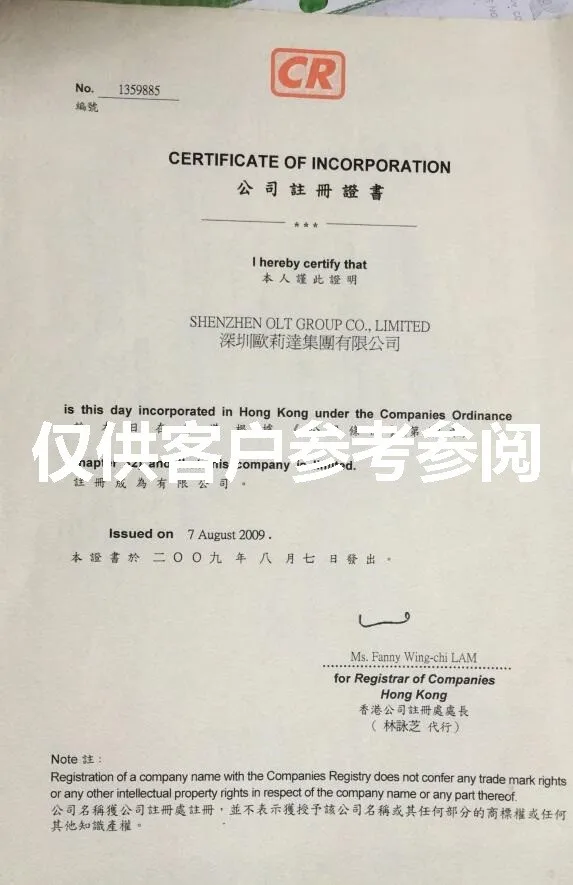 CR
No. 1359885
編號
CERTIFICATE OF INCORPORATION
公司註冊證書
***
I hereby certify that
本人謹此證明
SHENZHEN OLT GROUP CO., LIMITED
深圳歐莉達集團有限公司
is this day incorporated in Hong Kong under the Companies Ordinance
仅供客户参考参阅
and that this company is limited.
註冊成為有限公司。
Issued on 7 August 2009.
本證書於二〇〇九年八月七日發出。
Ms. Fanny Wing-chi LAM
for Registrar of Companies
Hong Kong
香港公司註冊處處長
(林詠芝 代行)
Note 註:
Registration of a company name with the Companies Registry does not confer any trade mark rights
or any other intellectual property rights in respect of the company name or any part thereof.
公司名稱獲公司註冊處註冊,並不表示獲授予該公司名稱或其任何部分的商標權或任何
其他知識產權。